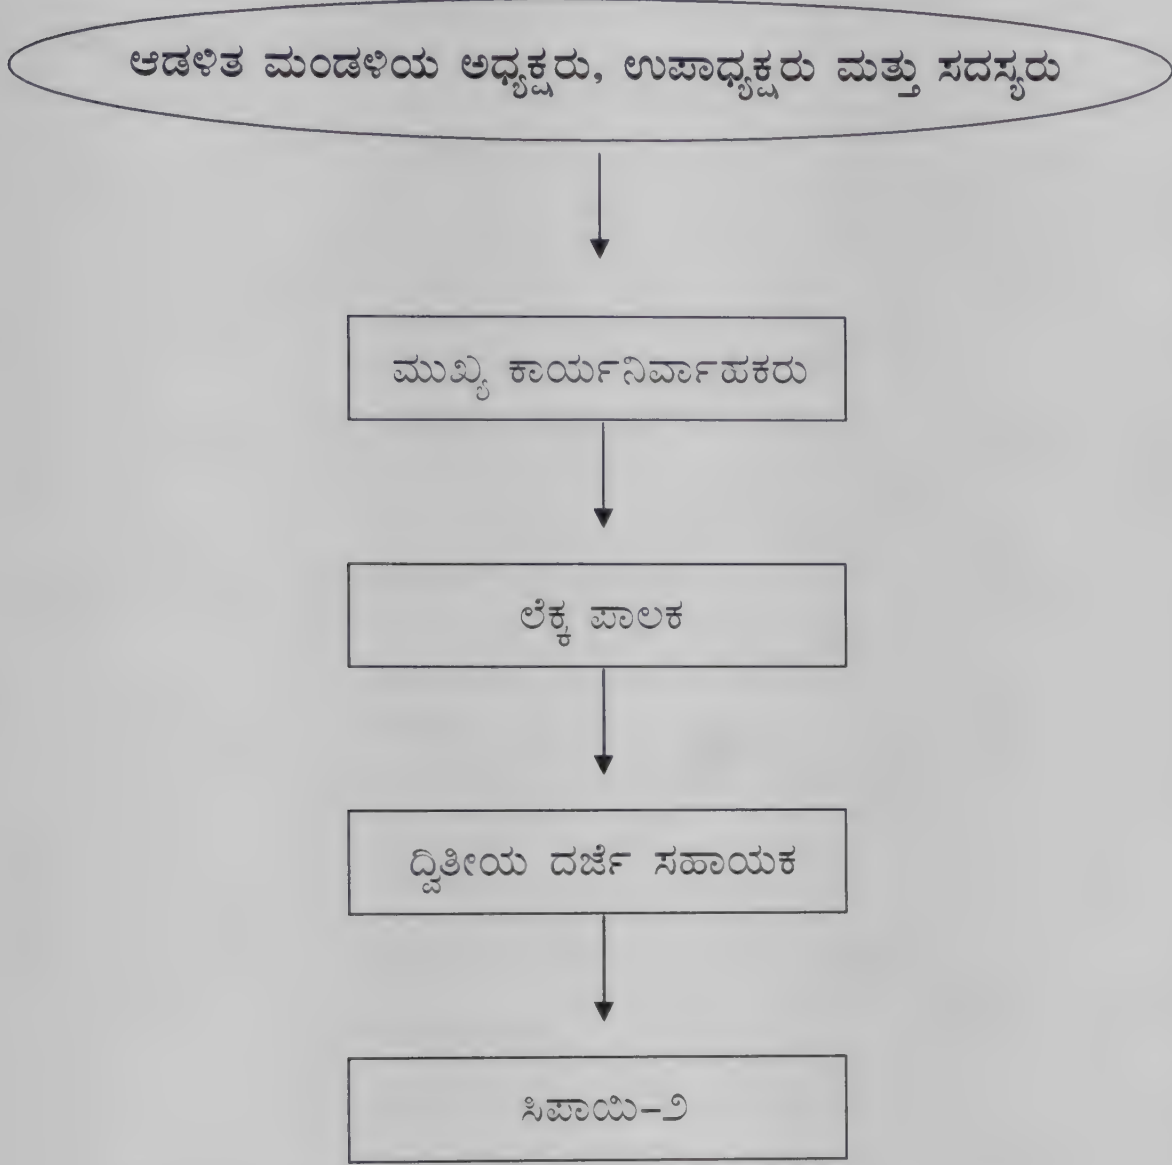 ಆಡಳಿತ ಮಂಡಳಿಯ ಅಧ್ಯಕ್ಷರು, ಉಪಾಧ್ಯಕ್ಷರು ಮತ್ತು ಸದಸ್ಯರು
ಮುಖ್ಯ ಕಾರ್ಯನಿರ್ವಾಹಕರು
ಲೆಕ್ಕ ಪಾಲಕ
ದ್ವಿತೀಯ ದರ್ಜೆ ಸಹಾಯಕ
ಸಿಪಾಯಿ-೨